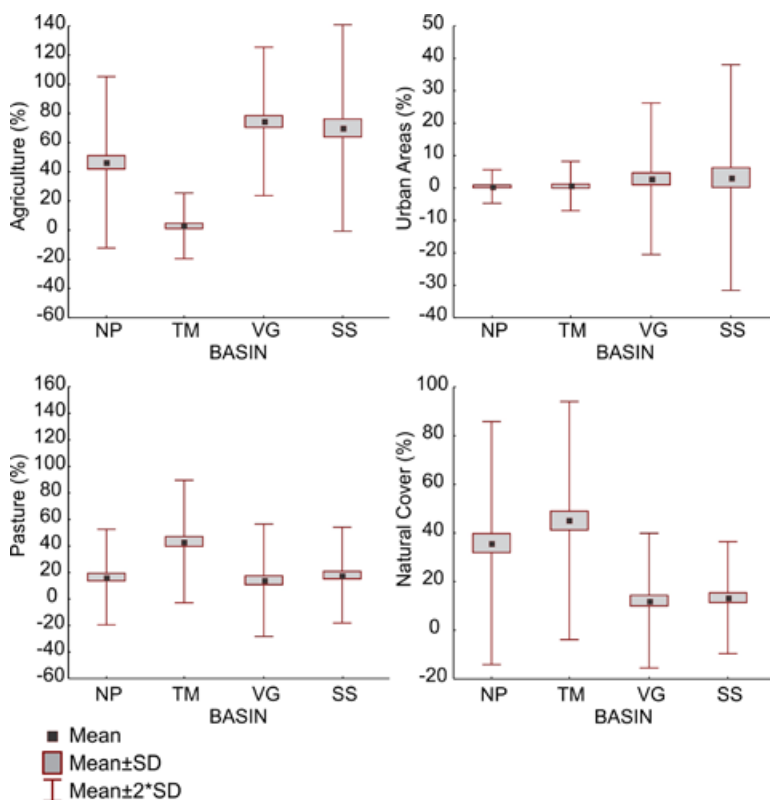 Agriculture (%)
140
120
100
80
60
40
20
0
-20
-40
-60
NP TM VG SS
BASIN
Urban Areas (%)
50
40
30
20
10
0
-10
-20
-30
-40
NP TM VG SS
BASIN
Pasture (%)
160
140
120
100
80
60
40
20
0
-20
-40
-60
NP TM VG SS
BASIN
Natural Cover (%)
100
80
60
40
20
0
-20
NP TM VG SS
BASIN
Mean
Mean±SD
Mean±2*SD